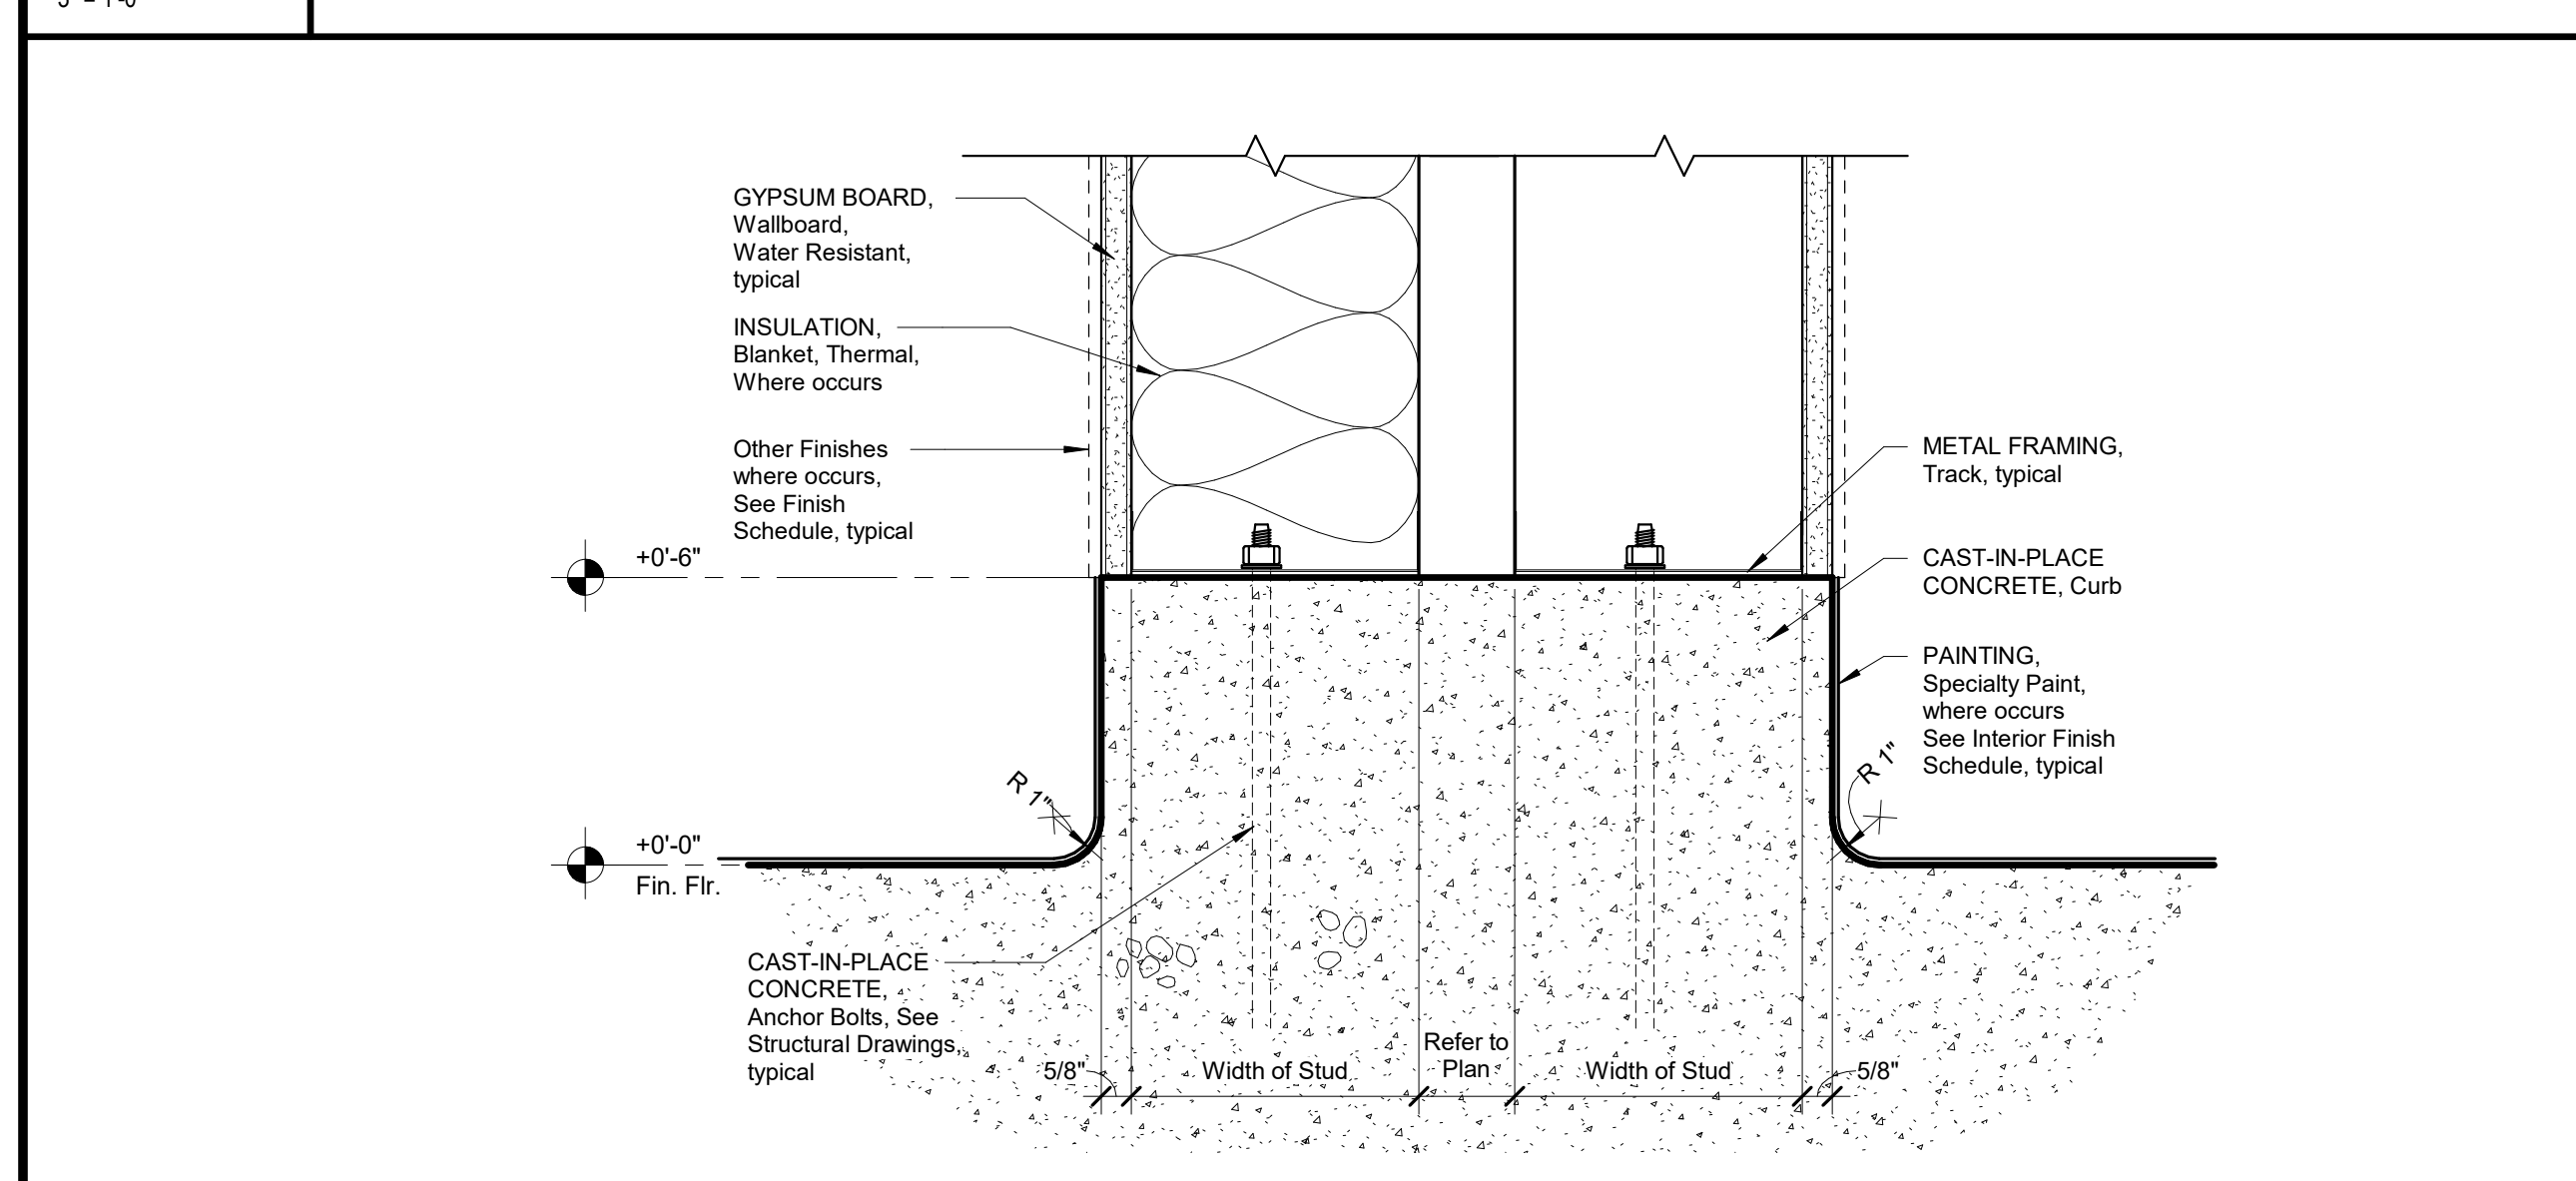 GYPSUM BOARD,
Wallboard,
Water Resistant,
typical
INSULATION,
Blanket, Thermal,
Where occurs
Other Finishes
where occurs,
See Finish
Schedule, typical
+0'-6"
+0'-0"
Fin. Flr.
CAST-IN-PLACE
CONCRETE,
Anchor Bolts, See
Structural Drawings,
typical
R 1"
5/8"
Width of Stud
Refer to
Plan
Width of Stud
5/8"
METAL FRAMING,
Track, typical
CAST-IN-PLACE
CONCRETE, Curb
PAINTING,
Specialty Paint,
where occurs
See Interior Finish
Schedule, typical
R 1"